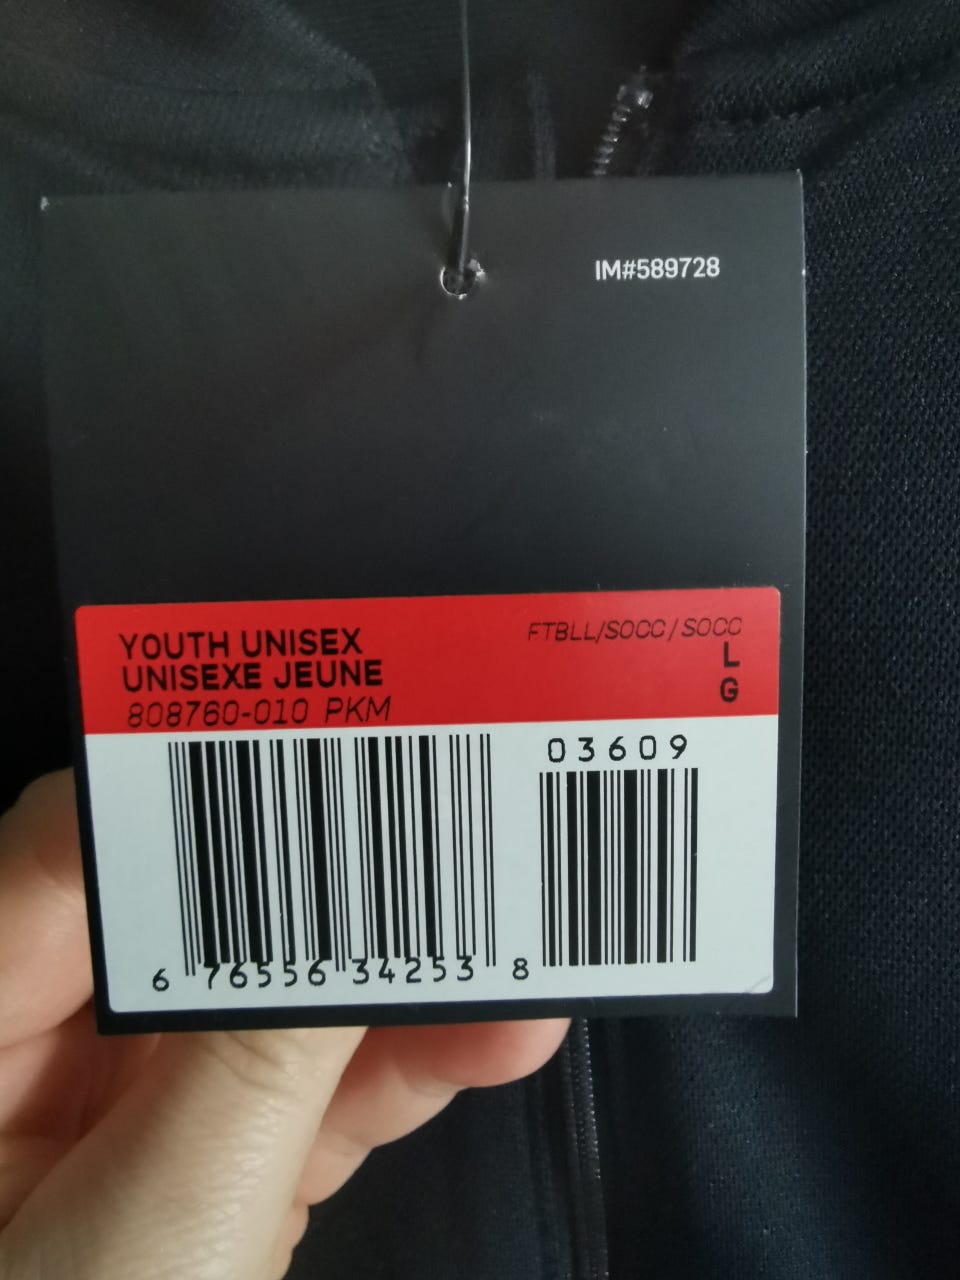 IM#589728
YOUTH UNISEX
UNISEXE JEUNE
808760-010 PKM
FTBLL/SOCC / SOCC
L
G
03609
6 76556 34253 8